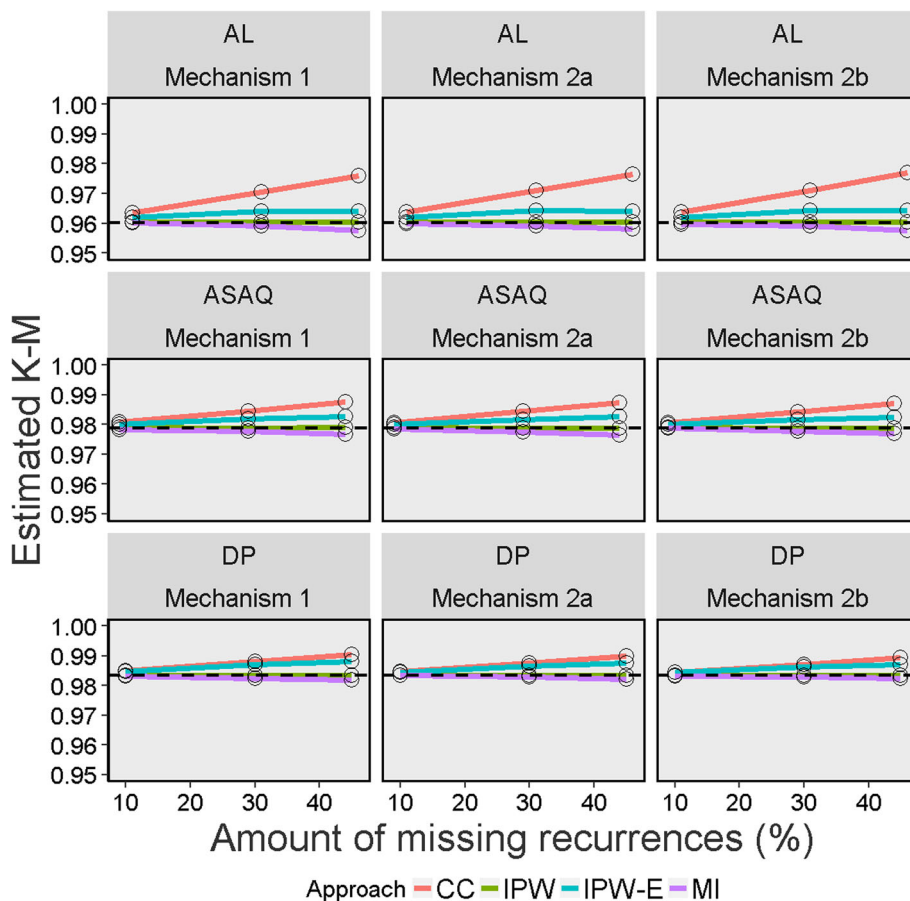 AL AL AL
Mechanism 1 Mechanism 2a Mechanism 2b
1.00
0.99
0.98
0.97
0.96
0.95
ASAQ ASAQ ASAQ
Mechanism 1 Mechanism 2a Mechanism 2b
1.00
0.99
0.98
0.97
0.96
0.95
DP DP DP
Mechanism 1 Mechanism 2a Mechanism 2b
1.00
0.99
0.98
0.97
0.96
0.95
Estimated K-M
10 20 30 40 10 20 30 40 10 20 30 40
Amount of missing recurrences (%)
Approach CC IPW IPW-E MI